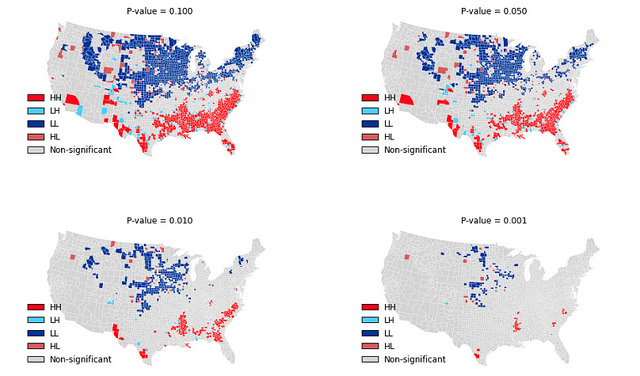 P-value = 0.100
HH
LH
LL
HL
Non-significant
P-value = 0.050
HH
LH
LL
HL
Non-significant
P-value = 0.010
HH
LH
LL
HL
Non-significant
P-value = 0.001
HH
LH
LL
HL
Non-significant